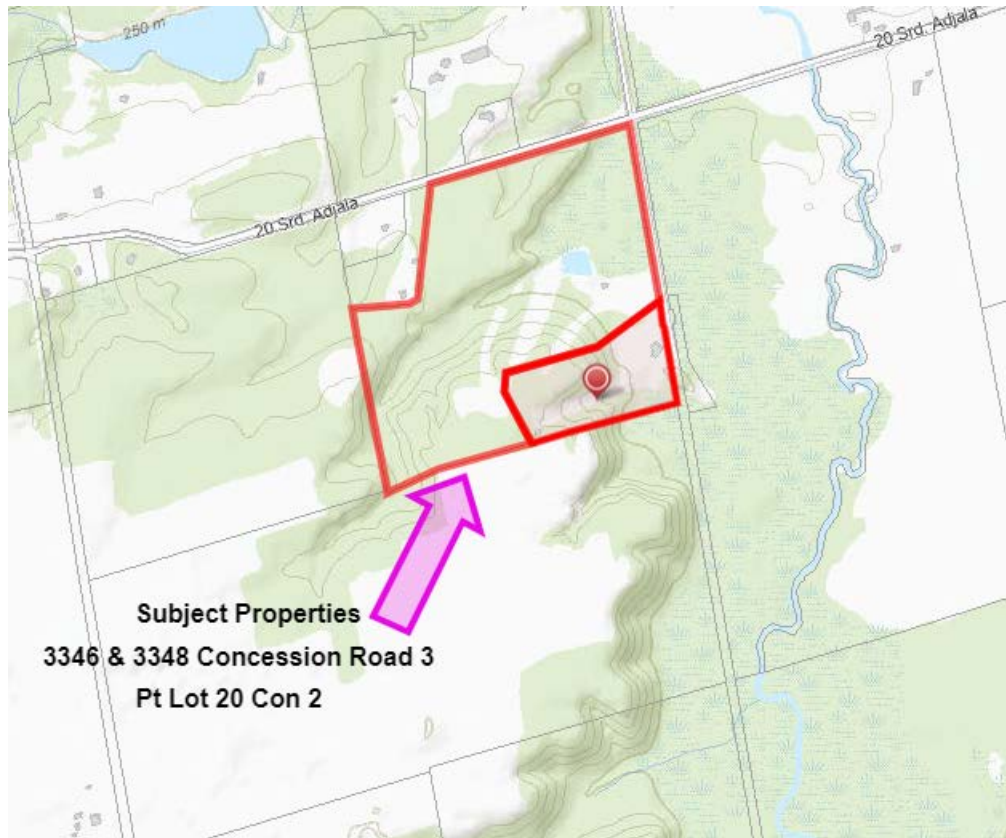 250 m
20 Srd. Adjala
20 Srd. Adjala
Subject Properties
3346 & 3348 Concession Road 3
Pt Lot 20 Con 2